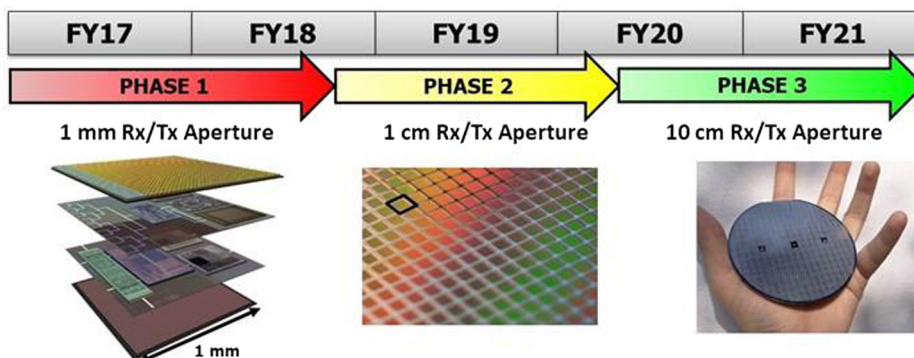 FY17 FY18 FY19 FY20 FY21
PHASE 1 PHASE 2 PHASE 3
1 mm Rx/Tx Aperture 1 cm Rx/Tx Aperture 10 cm Rx/Tx Aperture
1 mm